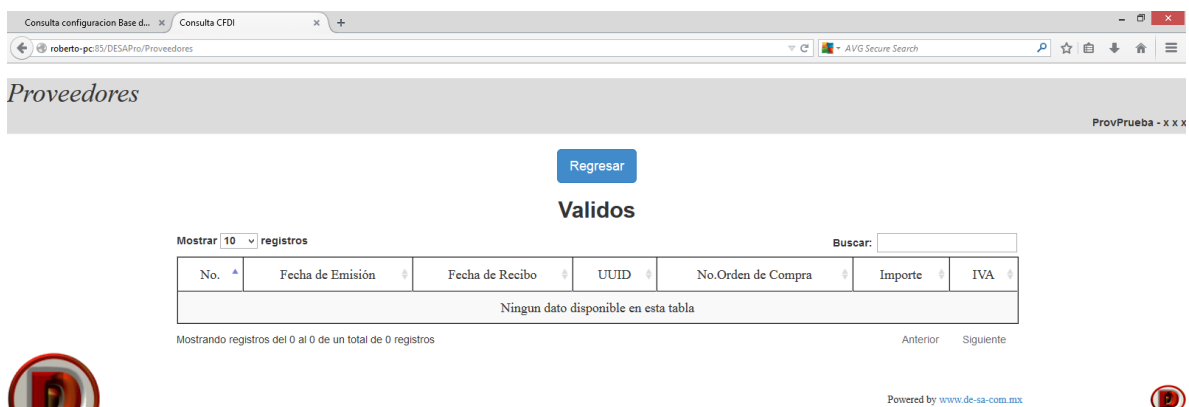 Consulta configuracion Base d... × Consulta CFDI × +
roberto-pc:85/DESAPro/Proveedores AVG Secure Search
Proveedores
ProvPrueba - x x x
Regresar
Validos
Mostrar 10 registros Buscar:
No. Fecha de Emisión Fecha de Recibo UUID No.Orden de Compra Importe IVA
Ningun dato disponible en esta tabla
Mostrando registros del 0 al 0 de un total de 0 registros Anterior Siguiente
D Powered by www.de-sa-com.mx D